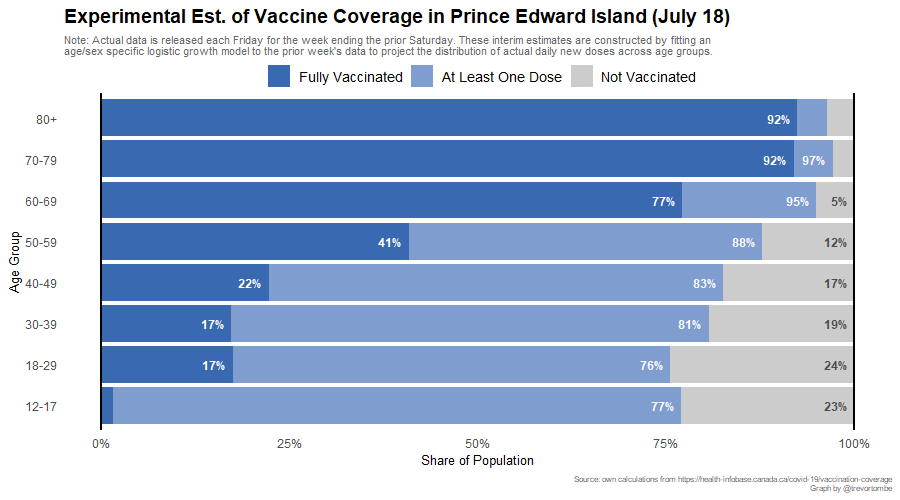 Experimental Est. of Vaccine Coverage in Prince Edward Island (July 18)
Note: Actual data is released each Friday for the week ending the prior Saturday. These interim estimates are constructed by fitting an
age/sex specific logistic growth model to the prior week's data to project the distribution of actual daily new doses across age groups.
Fully Vaccinated At Least One Dose Not Vaccinated
80+ 92%
70-79 92% 97%
60-69 77% 95% 5%
50-59 41% 88% 12%
40-49 22% 83% 17%
30-39 17% 81% 19%
18-29 17% 76% 24%
12-17 77% 23%
Age Group
0% 25% 50% 75% 100%
Share of Population
Source: own calculations from https://health-infobase.canada.ca/covid-19/vaccination-coverage
Graph by @trevortombe